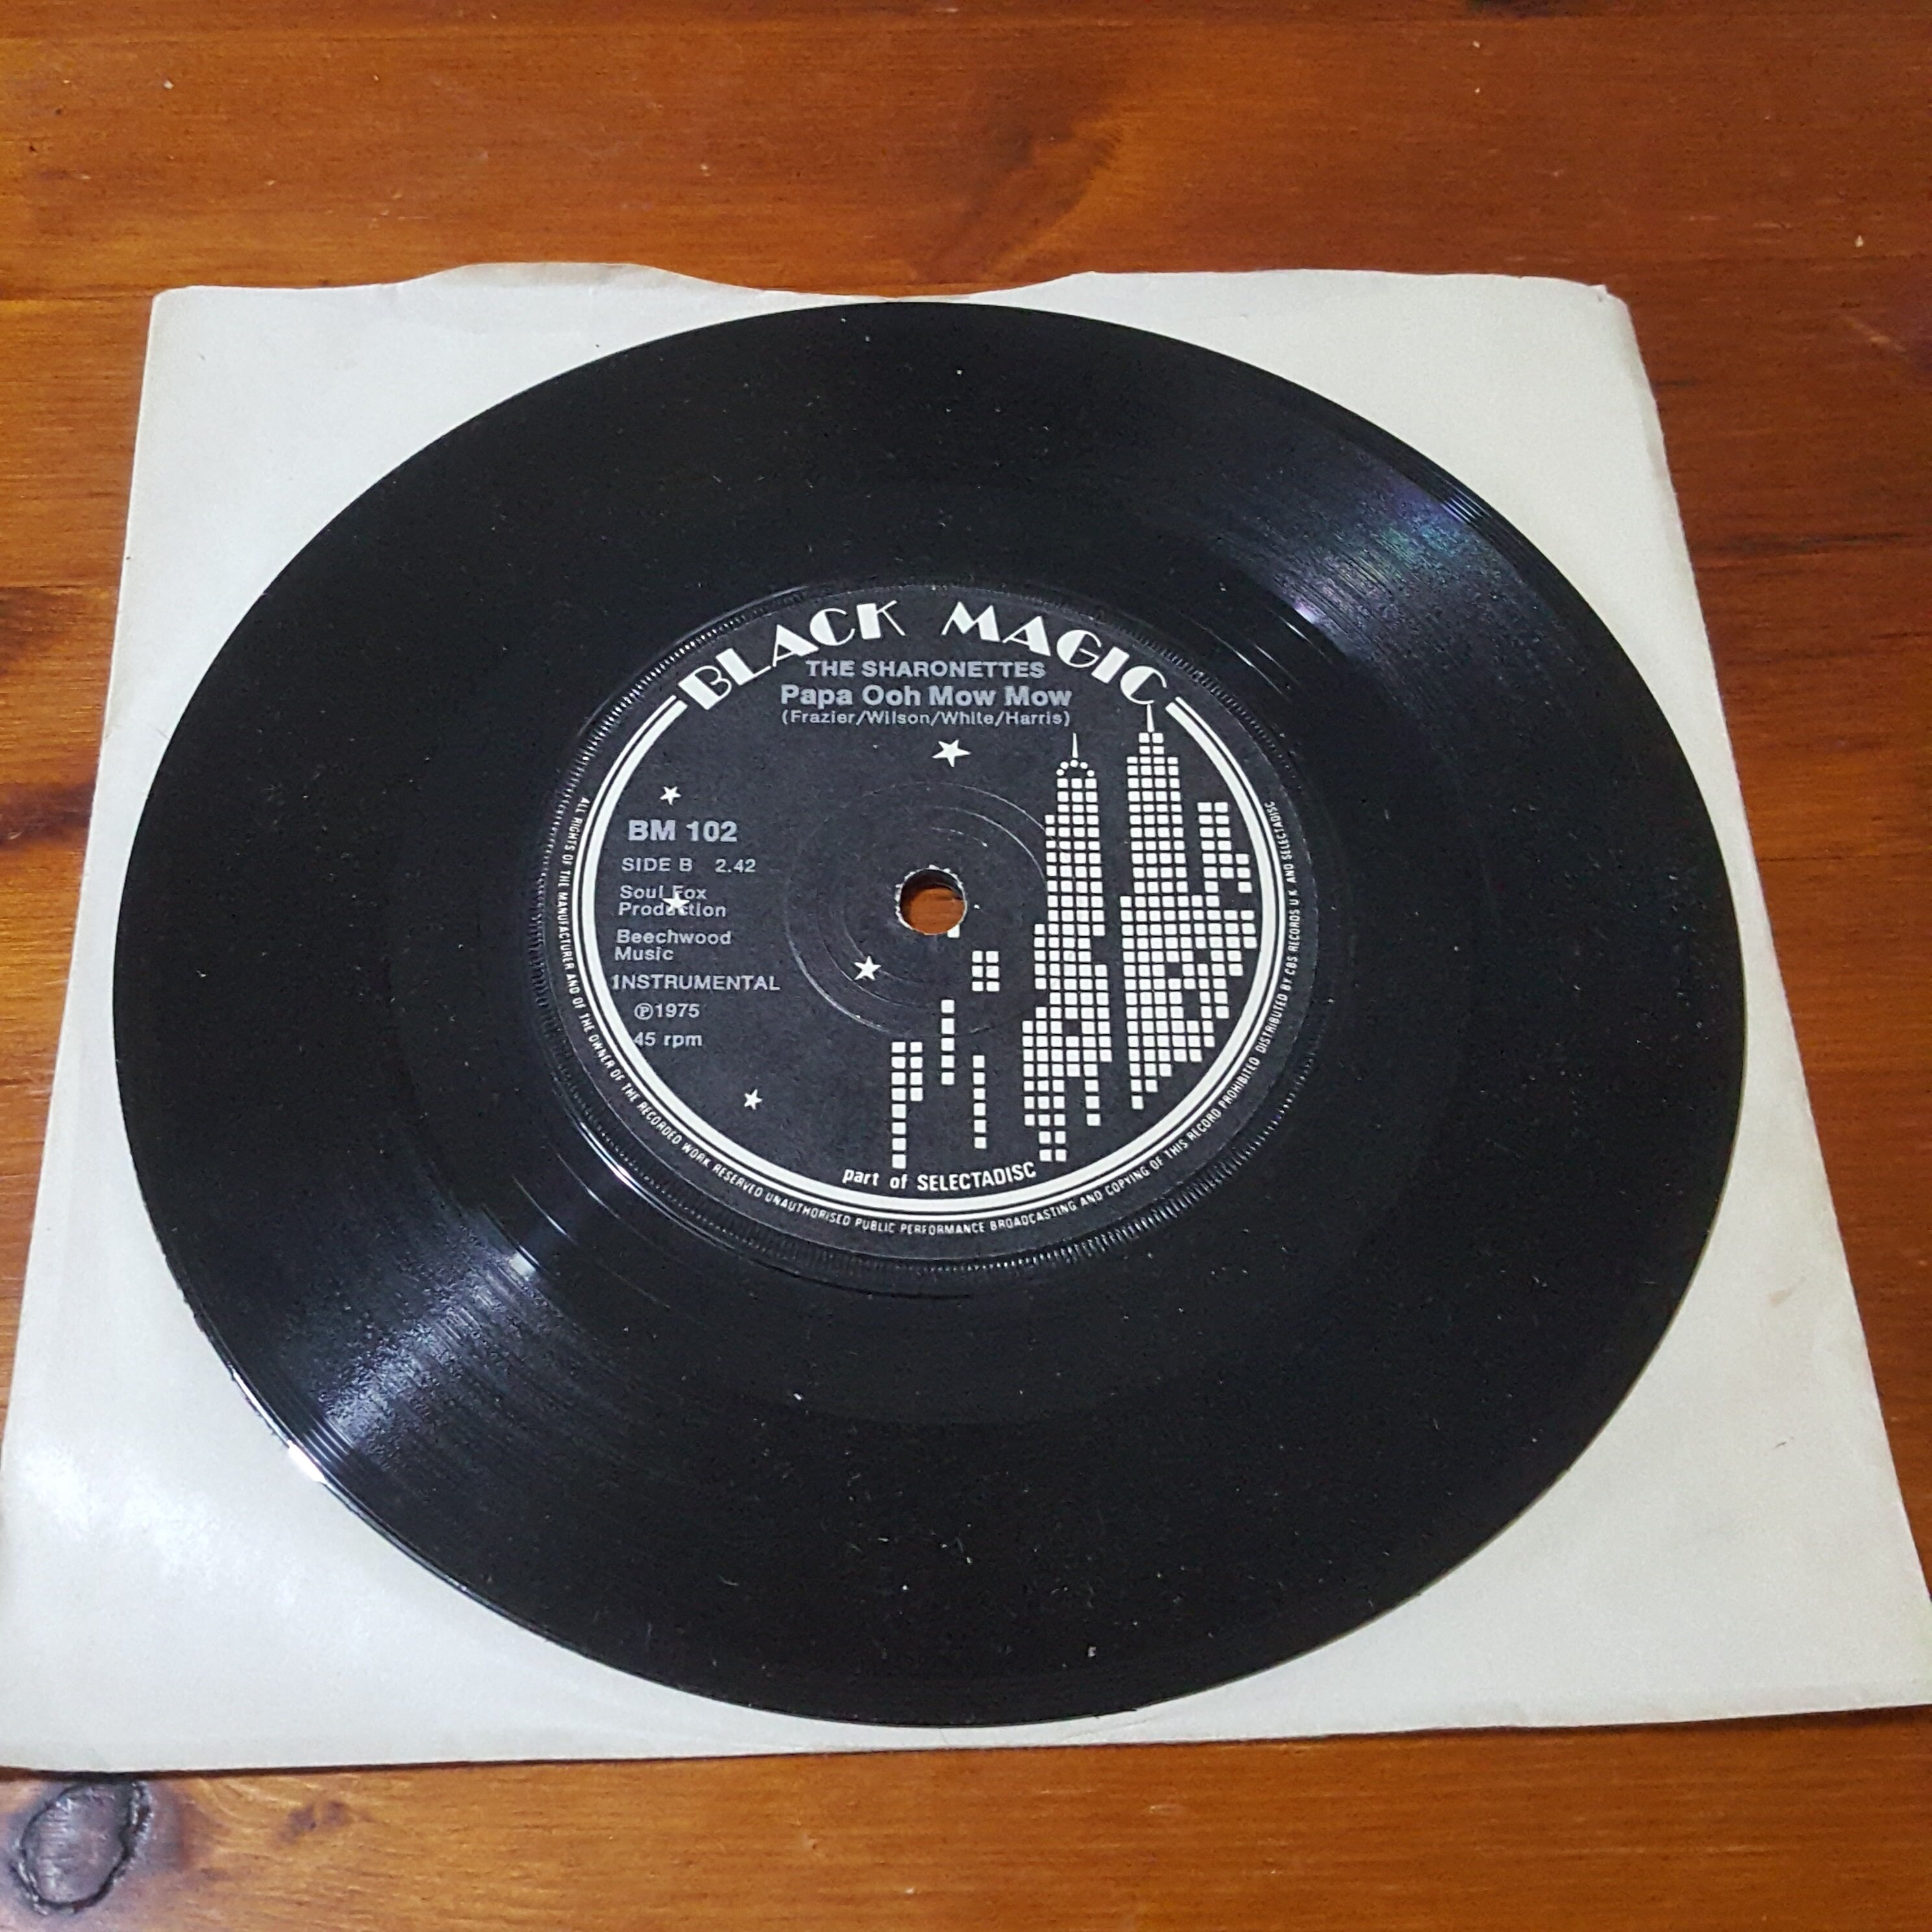 BLACK MAGIC
THE SHARONETTES
Papa Ooh Mow Mow
(Frazier/Wilson/White/Harris)
BM 102
SIDE B 2.42
Soul Fox
Production
Beechwood
Music
INSTRUMENTAL
℗1975
45 rpm
part of SELECTADISC
ALL RIGHTS OF THE MANUFACTURER AND OF THE OWNER OF THE RECORDED WORK RESERVED UNAUTHORISED PUBLIC PERFORMANCE BROADCASTING AND COPYING OF THIS RECORD PROHIBITED DISTRIBUTED BY CBS RECORDS U.K. AND SELECTADISC